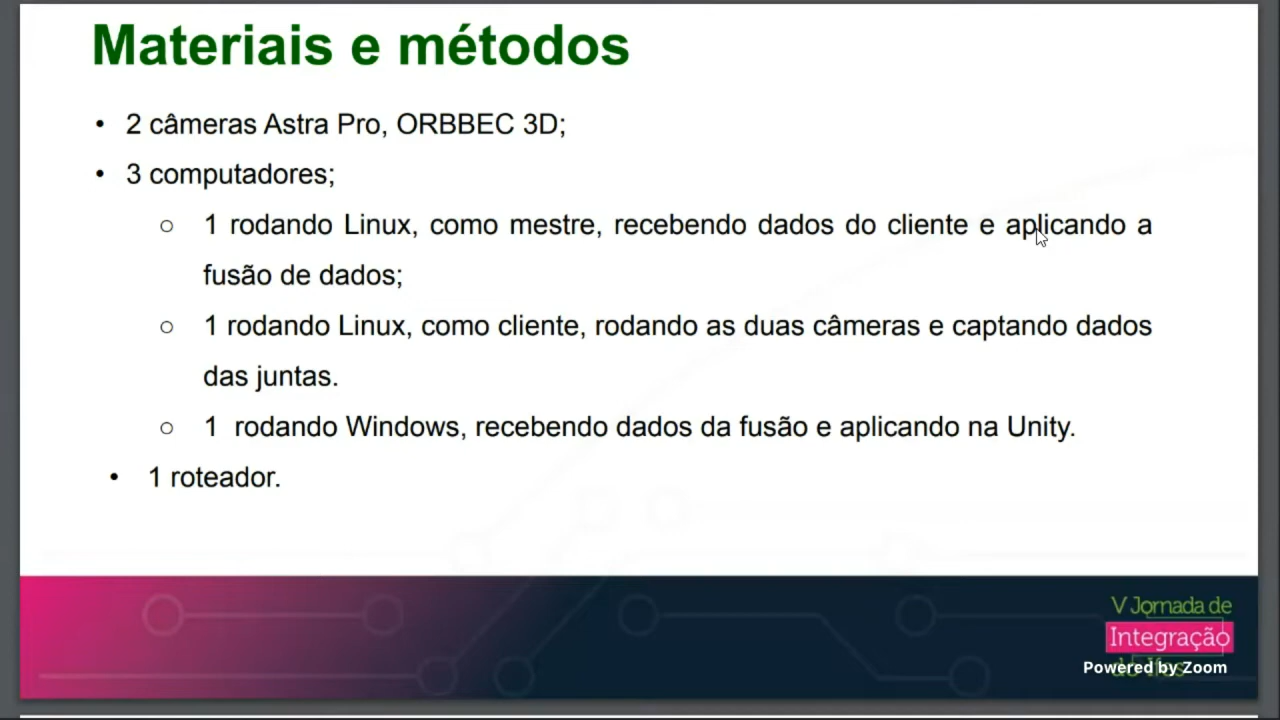 Materiais e métodos
• 2 câmeras Astra Pro, ORBBEC 3D;
• 3 computadores;
○ 1 rodando Linux, como mestre, recebendo dados do cliente e aplicando a
fusão de dados;
○ 1 rodando Linux, como cliente, rodando as duas câmeras e captando dados
das juntas.
○ 1 rodando Windows, recebendo dados da fusão e aplicando na Unity.
• 1 roteador.
V Jornada de
Integração
Powered by Zoom